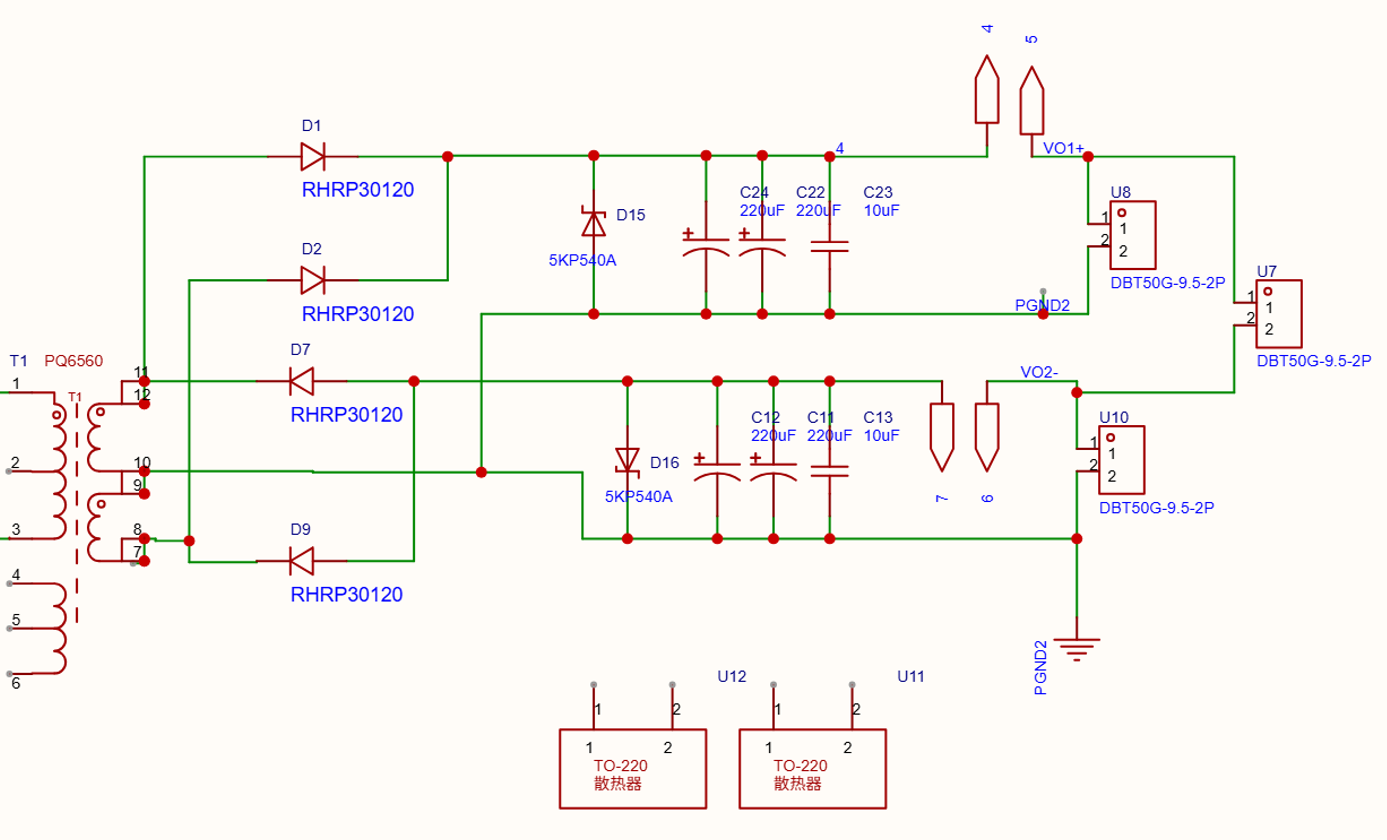 4
5
D1
RHRP30120
4
VO1+
D15
5KP540A
C24
220uF
C22
220uF
C23
10uF
U8
1
1
2
2
DBT50G-9.5-2P
D2
RHRP30120
PGND2
U7
1
1
2
2
DBT50G-9.5-2P
T1
PQ6560
D7
RHRP30120
VO2-
1
T1
11
12
D16
5KP540A
C12
220uF
C11
220uF
C13
10uF
U10
1
1
2
2
DBT50G-9.5-2P
2
10
9
7
6
3
8
7
D9
RHRP30120
4
5
6
PGND2
U12
1
2
1
2
TO-220
散热器
U11
1
2
1
2
TO-220
散热器